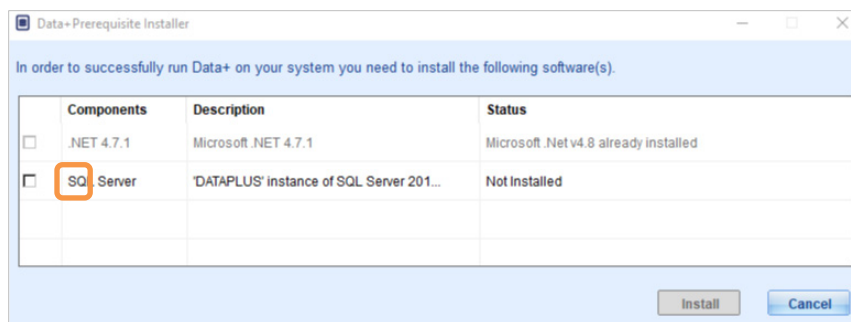 Data+Prerequisite Installer
In order to successfully run Data+ on your system you need to install the following software(s).
Components Description Status
.NET 4.7.1 Microsoft .NET 4.7.1 Microsoft .Net v4.8 already installed
SQL Server 'DATAPLUS' instance of SQL Server 201... Not Installed
Install Cancel